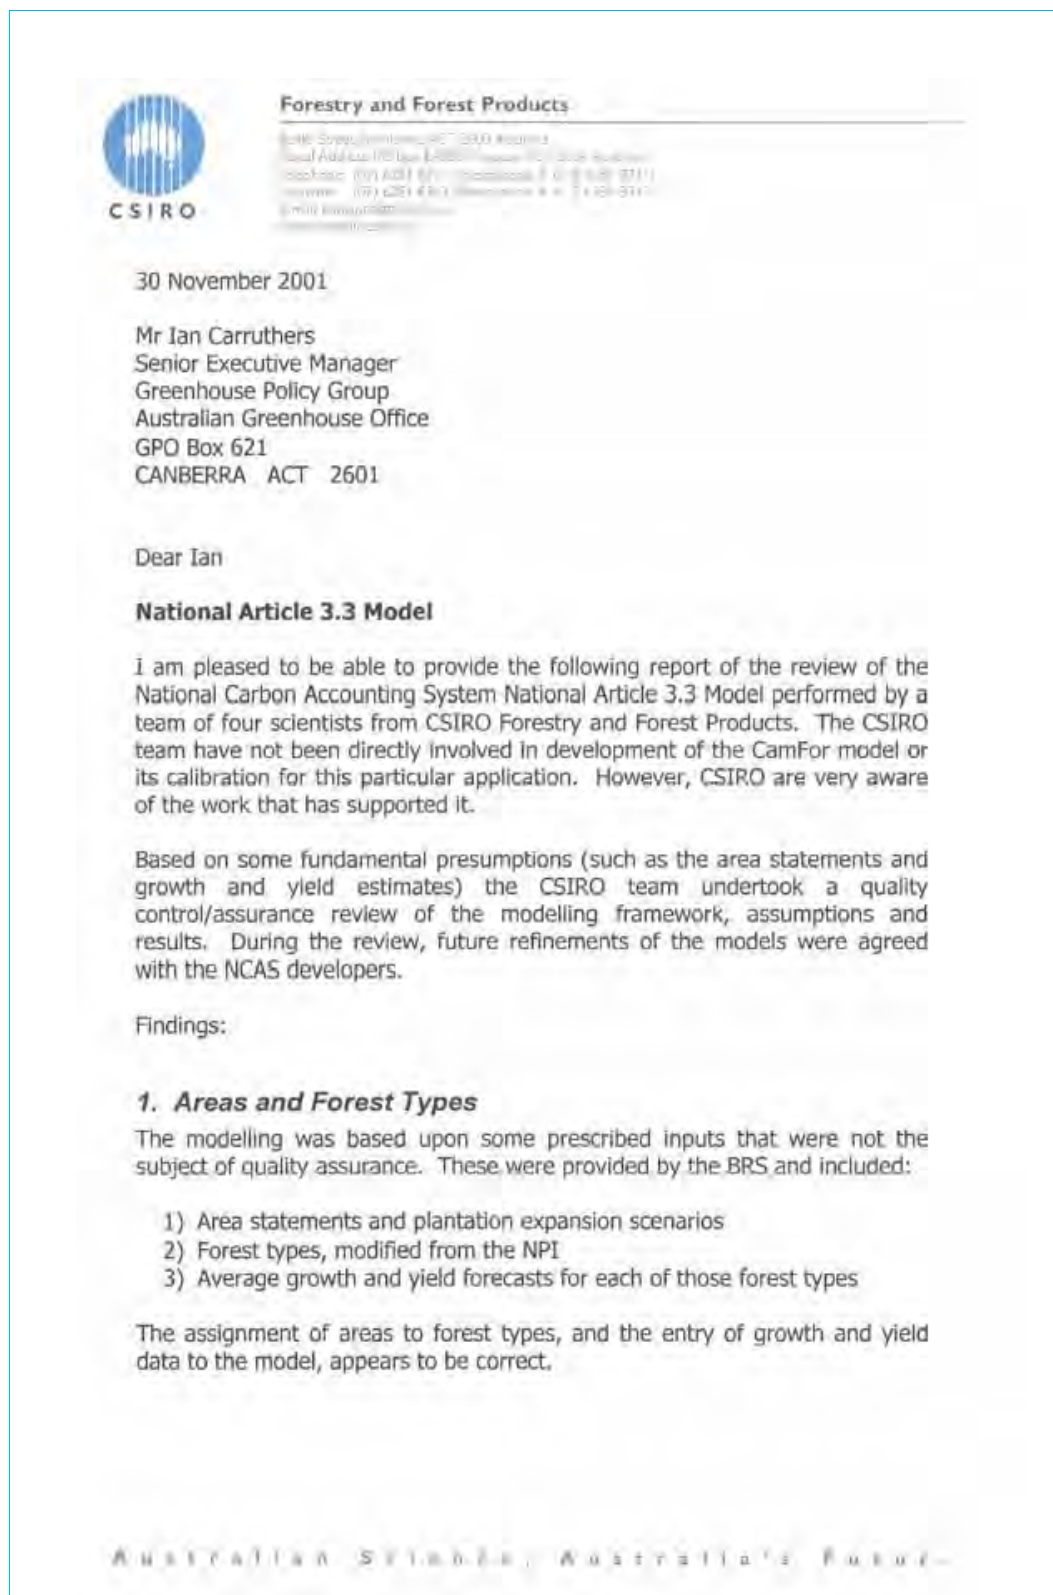 CSIRO
Forestry and Forest Products
30 November 2001
Mr Ian Carruthers
Senior Executive Manager
Greenhouse Policy Group
Australian Greenhouse Office
GPO Box 621
CANBERRA ACT 2601
Dear Ian
National Article 3.3 Model
I am pleased to be able to provide the following report of the review of the
National Carbon Accounting System National Article 3.3 Model performed by a
team of four scientists from CSIRO Forestry and Forest Products. The CSIRO
team have not been directly involved in development of the CamFor model or
its calibration for this particular application. However, CSIRO are very aware
of the work that has supported it.
Based on some fundamental presumptions (such as the area statements and
growth and yield estimates) the CSIRO team undertook a quality
control/assurance review of the modelling framework, assumptions and
results. During the review, future refinements of the models were agreed
with the NCAS developers.
Findings:
1. Areas and Forest Types
The modelling was based upon some prescribed inputs that were not the
subject of quality assurance. These were provided by the BRS and included:
1) Area statements and plantation expansion scenarios
2) Forest types, modified from the NPI
3) Average growth and yield forecasts for each of those forest types
The assignment of areas to forest types, and the entry of growth and yield
data to the model, appears to be correct.
Australian Science, Australia's